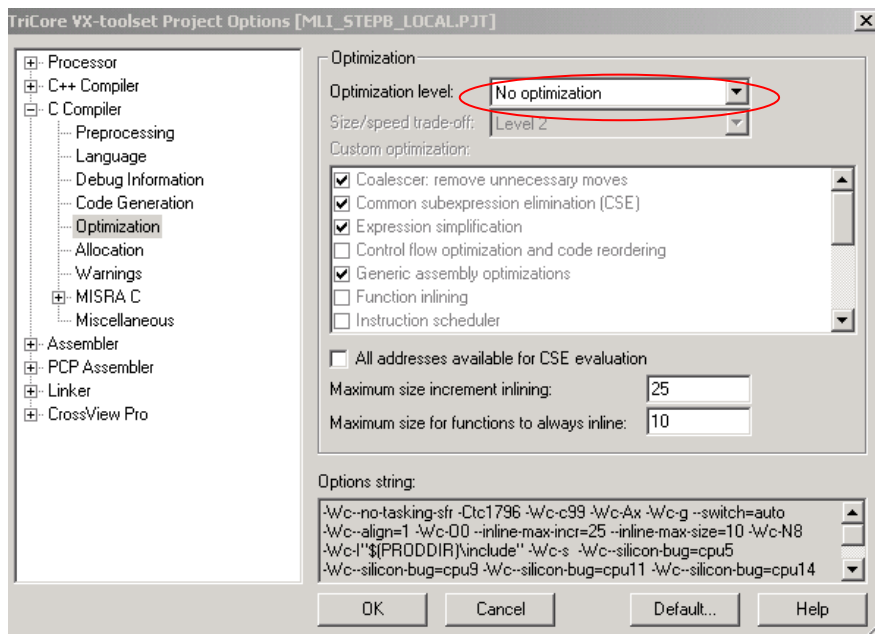 TriCore VX-toolset Project Options [MLI_STEPB_LOCAL.PJT]
Processor
C++ Compiler
C Compiler
Preprocessing
Language
Debug Information
Code Generation
Optimization
Allocation
Warnings
MISRA C
Miscellaneous
Assembler
PCP Assembler
Linker
CrossView Pro
Optimization
Optimization level: No optimization
Size/speed trade-off: Level 2
Custom optimization:
Coalescer: remove unnecessary moves
Common subexpression elimination (CSE)
Expression simplification
Control flow optimization and code reordering
Generic assembly optimizations
Function inlining
Instruction scheduler
All addresses available for CSE evaluation
Maximum size increment inlining: 25
Maximum size for functions to always inline: 10
Options string:
-Wc--no-tasking-sfr -Ctc1796 -Wc-c99 -Wc-Ax -Wc-g --switch=auto
-Wc--align=1 -Wc-O0 --inline-max-incr=25 --inline-max-size=10 -Wc-N8
-Wc-I"$(PRODDIR)\include" -Wc-s -Wc--silicon-bug=cpu5
-Wc--silicon-bug=cpu9 -Wc--silicon-bug=cpu11 -Wc--silicon-bug=cpu14
OK Cancel Default... Help